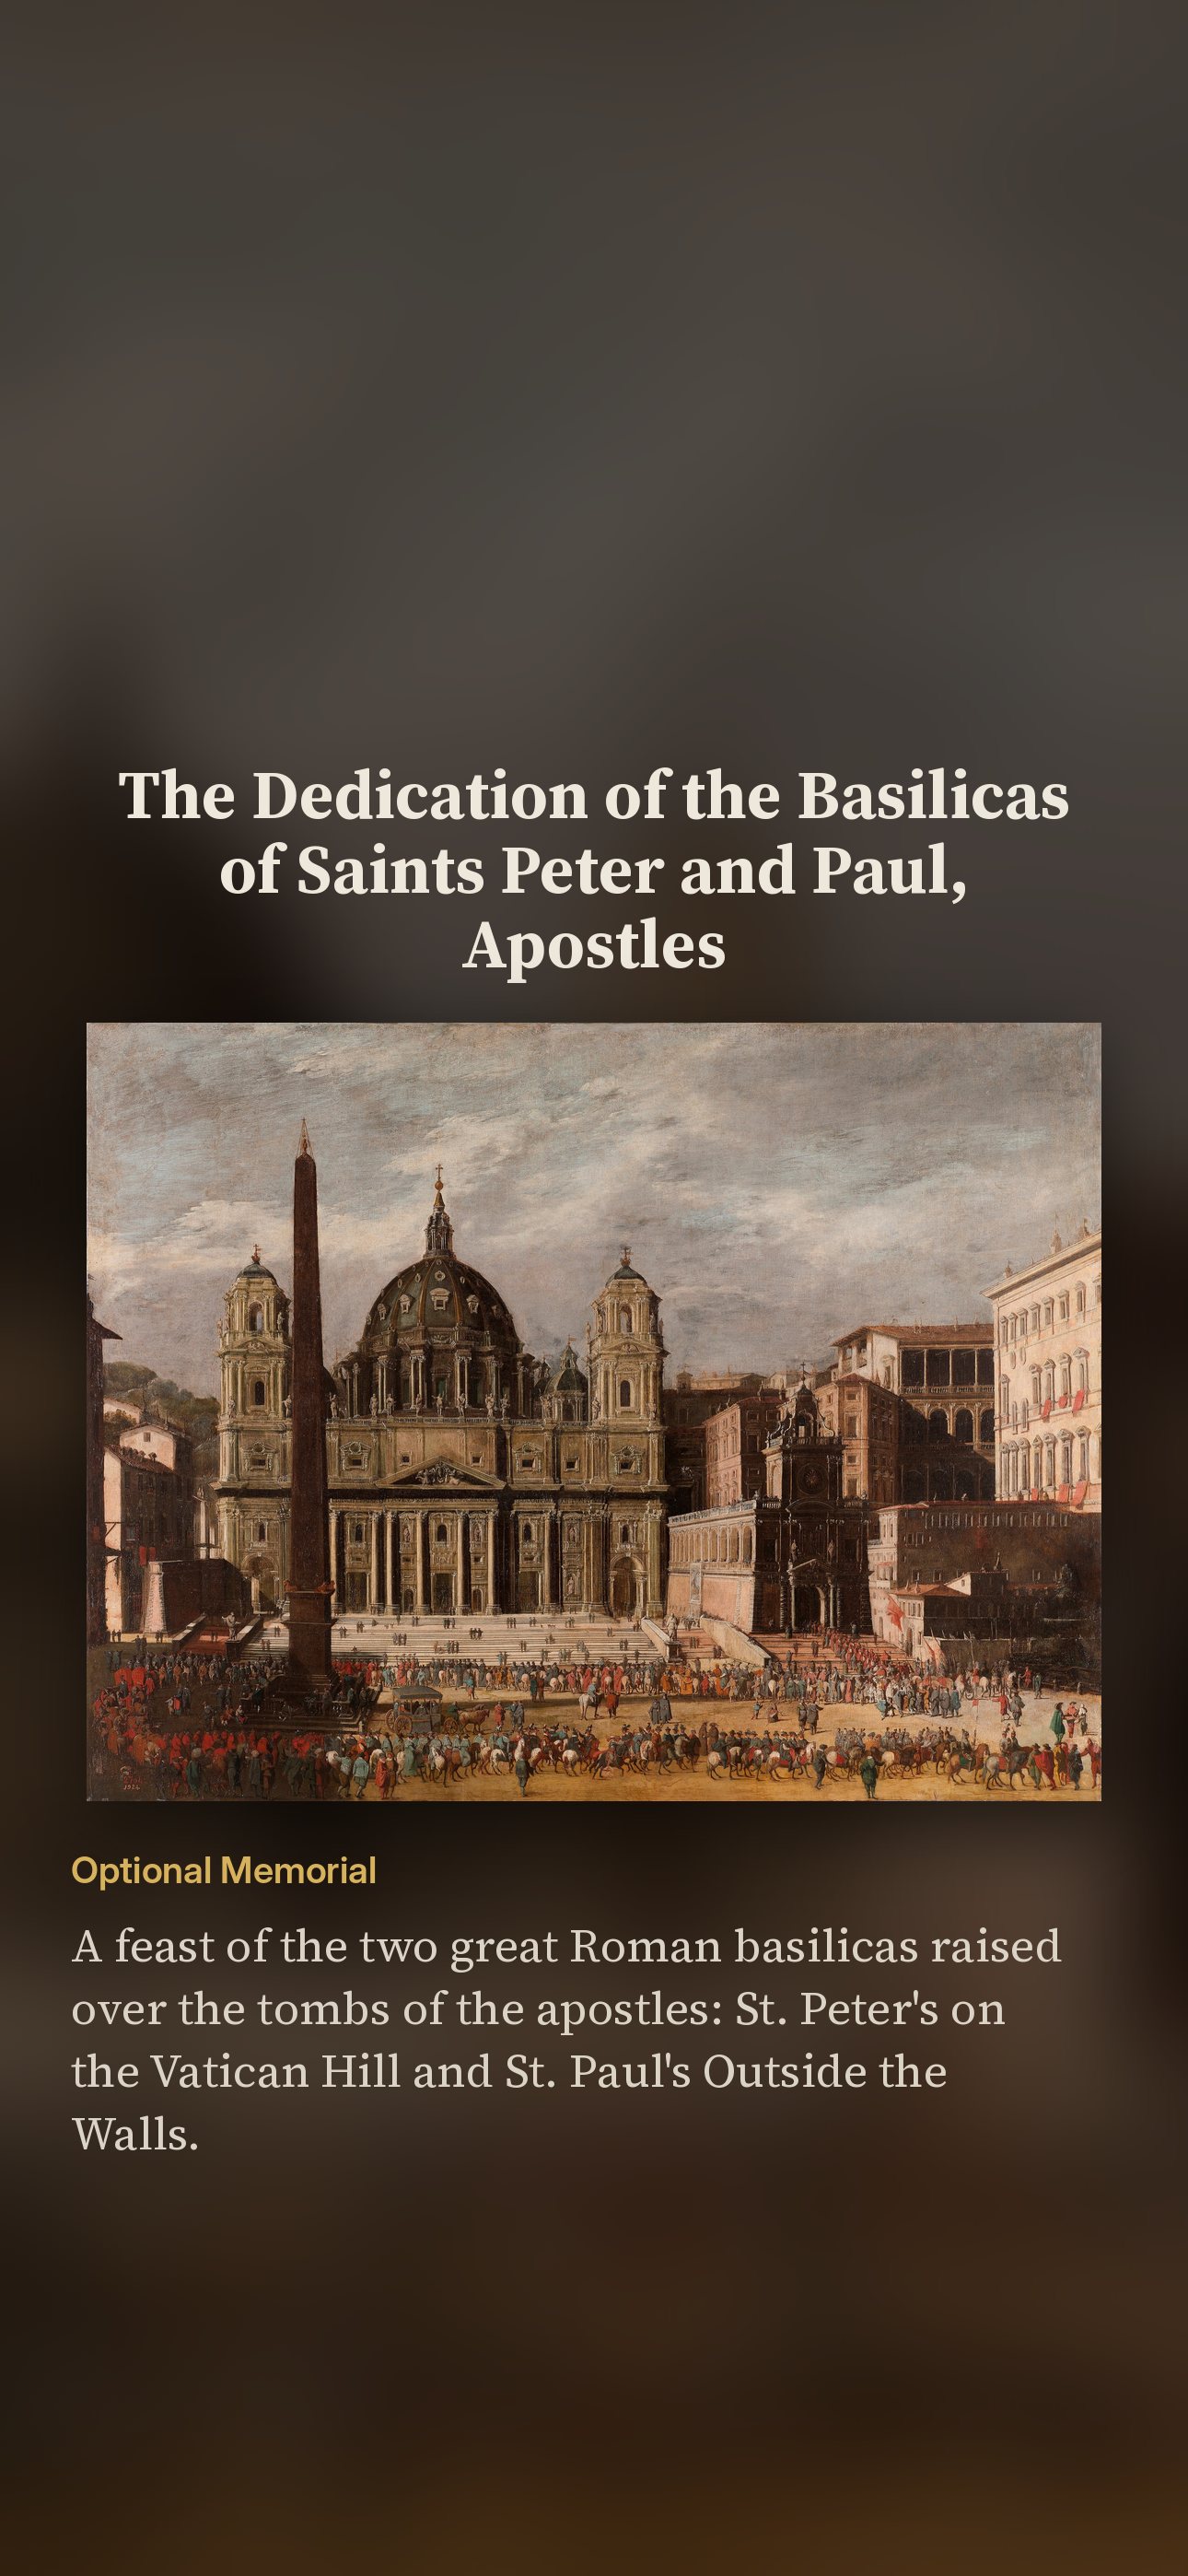 The Dedication of the Basilicas
of Saints Peter and Paul,
Apostles
Optional Memorial
A feast of the two great Roman basilicas raised
over the tombs of the apostles: St. Peter's on
the Vatican Hill and St. Paul's Outside the
Walls.